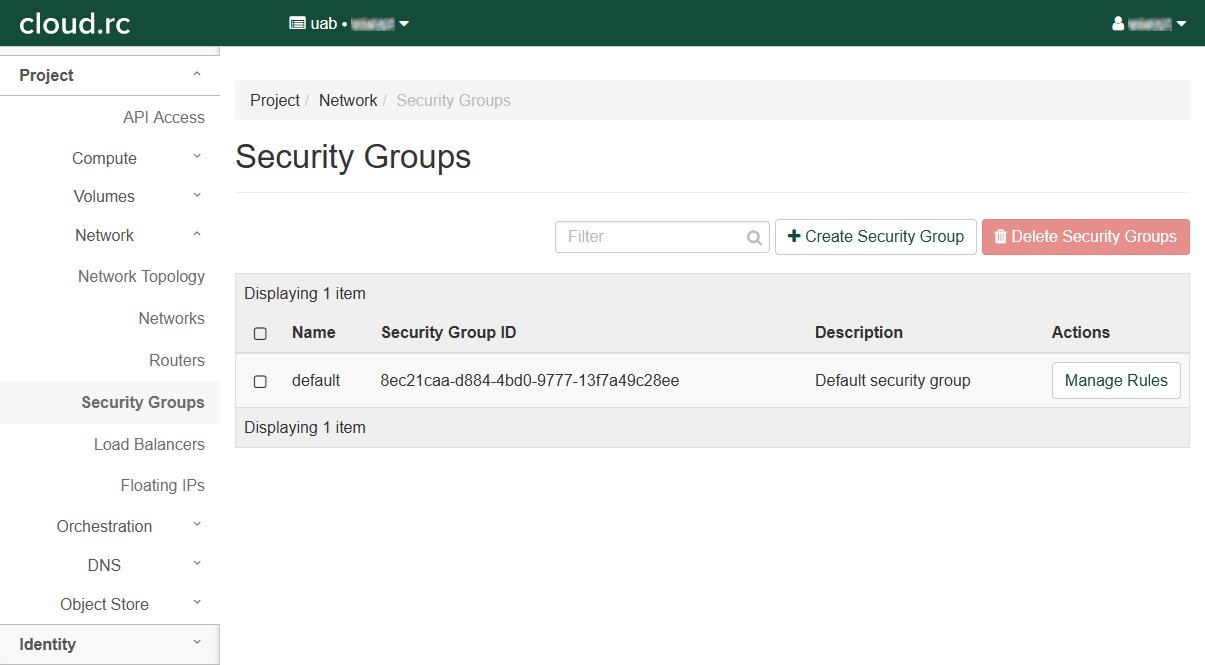 cloud.rc
uab •
Project
API Access
Compute
Volumes
Network
Network Topology
Networks
Routers
Security Groups
Load Balancers
Floating IPs
Orchestration
DNS
Object Store
Identity
Project / Network / Security Groups
Security Groups
Filter
Create Security Group
Delete Security Groups
Displaying 1 item
Name Security Group ID Description Actions
default 8ec21caa-d884-4bd0-9777-13f7a49c28ee Default security group Manage Rules
Displaying 1 item